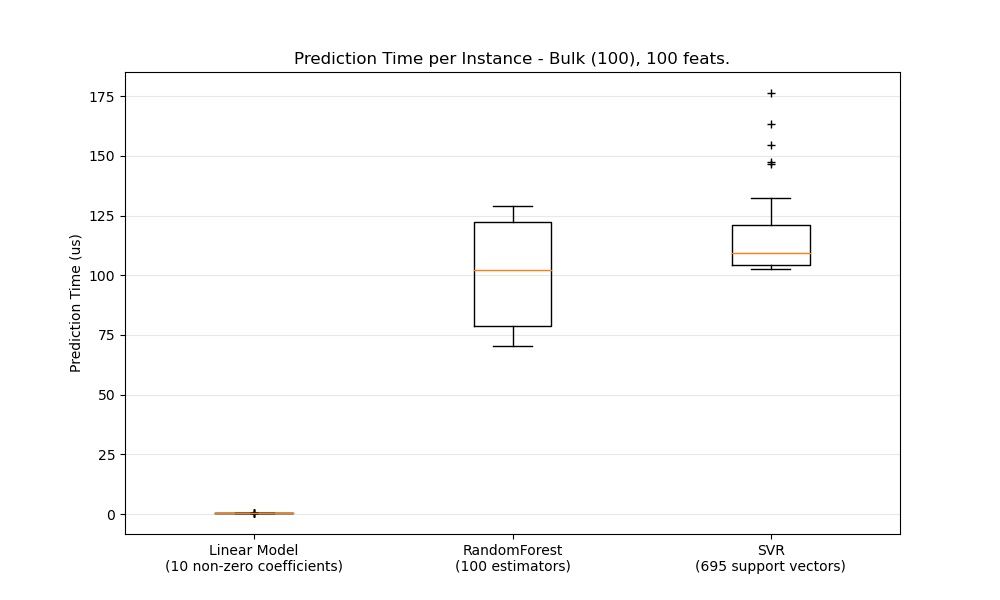 Prediction Time per Instance - Bulk (100), 100 feats.
Prediction Time (us)
175
150
125
100
75
50
25
0
Linear Model
(10 non-zero coefficients)
RandomForest
(100 estimators)
SVR
(695 support vectors)